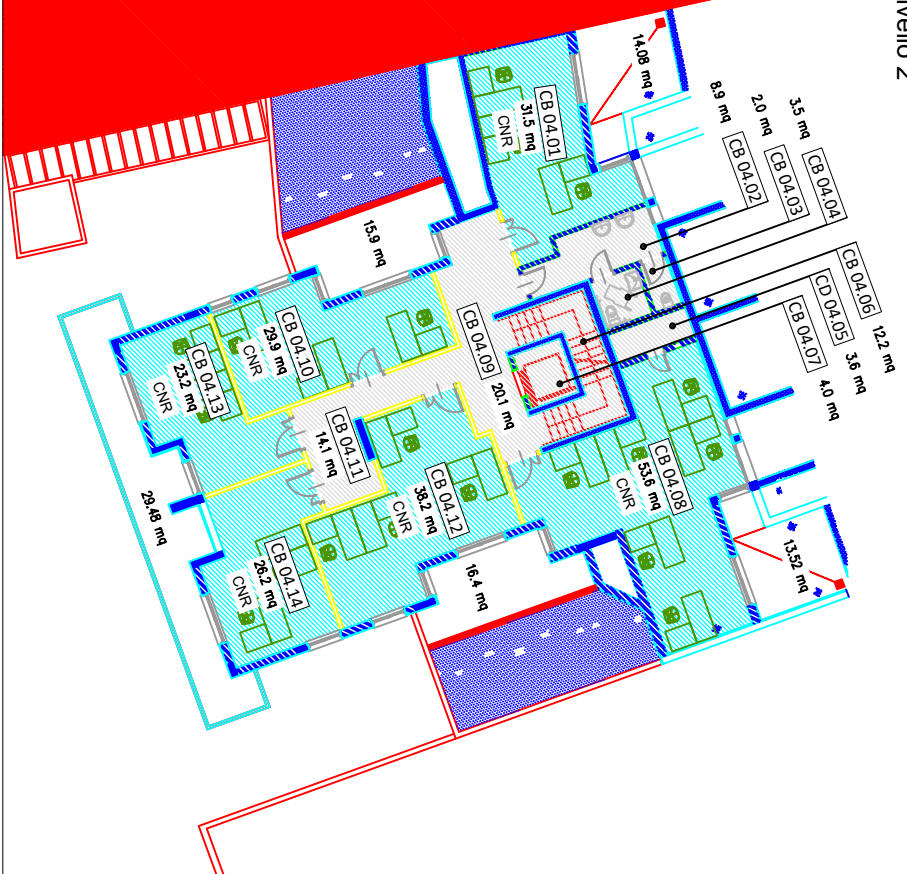 vello 2
14.08 mq
CB 04.01
31.5 mq
CNR
8.9 mq
2.0 mq
3.5 mq
CB 04.02
CB 04.03
CB 04.04
CB 04.06
CD 04.05
CB 04.07
12.2 mq
3.6 mq
4.0 mq
15.9 mq
CB 04.09
20.1 mq
CB 04.10
29.9 mq
CNR
CB 04.13
23.2 mq
CNR
CB 04.11
14.1 mq
CB 04.12
38.2 mq
CNR
CB 04.08
53.6 mq
CNR
13.52 mq
16.4 mq
CB 04.14
26.2 mq
CNR
29.48 mq